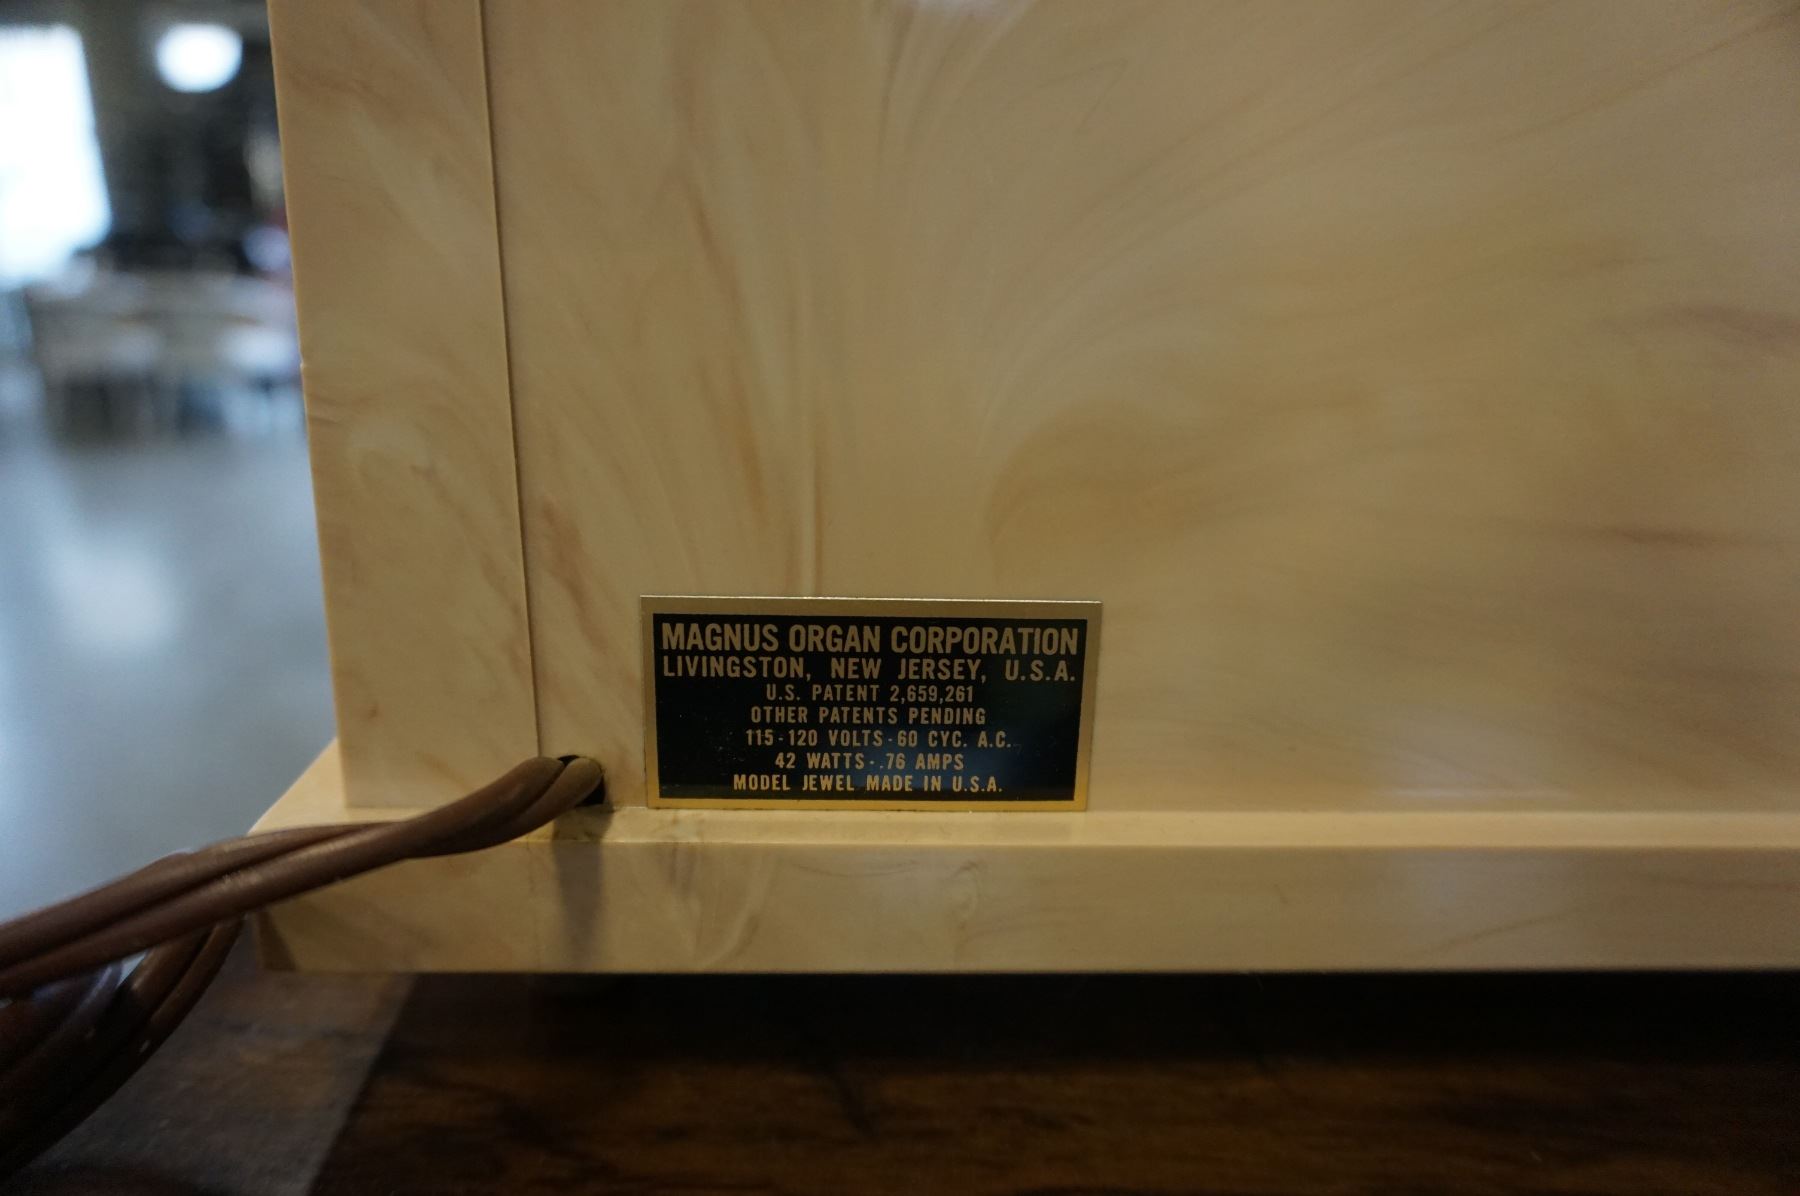 MAGNUS ORGAN CORPORATION
LIVINGSTON, NEW JERSEY, U.S.A.
U.S. PATENT 2,659,261
OTHER PATENTS PENDING
115-120 VOLTS-60 CYC. A.C.
42 WATTS-.76 AMPS
MODEL JEWEL MADE IN U.S.A.